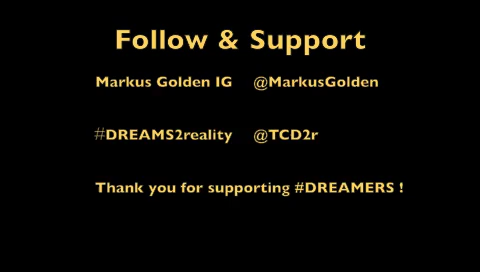 Follow & Support
Markus Golden IG @MarkusGolden
#DREAMS2reality @TCD2r
Thank you for supporting #DREAMERS !